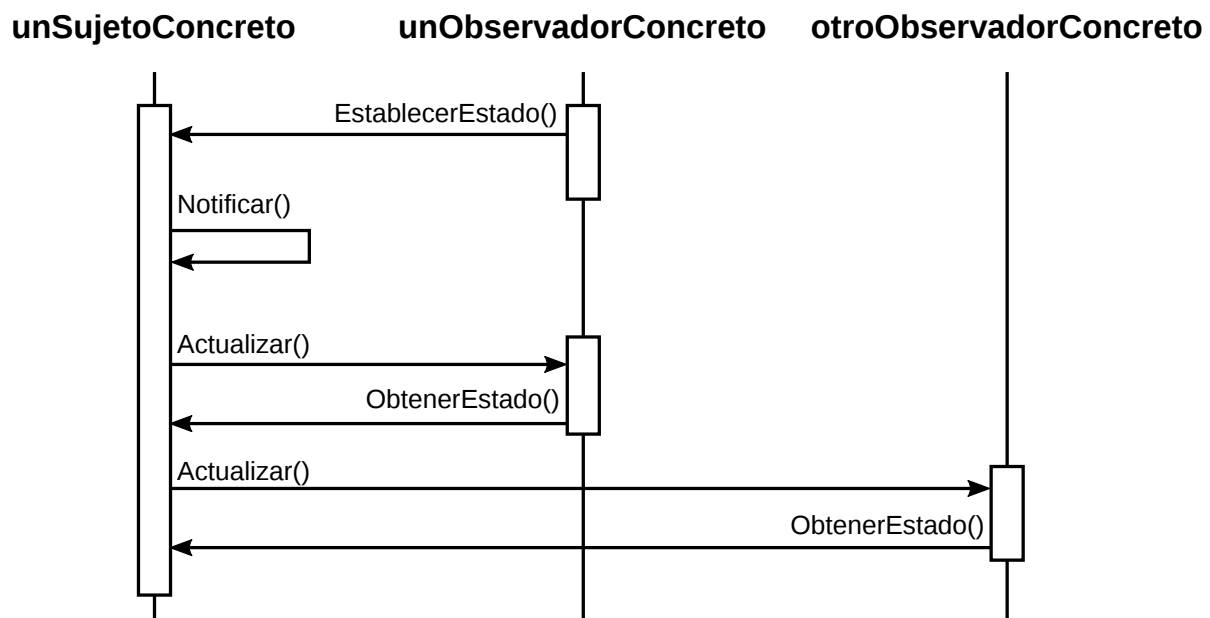 unSujetoConcreto unObservadorConcreto otroObservadorConcreto
EstablecerEstado()
Notificar()
Actualizar()
ObtenerEstado()
Actualizar()
ObtenerEstado()